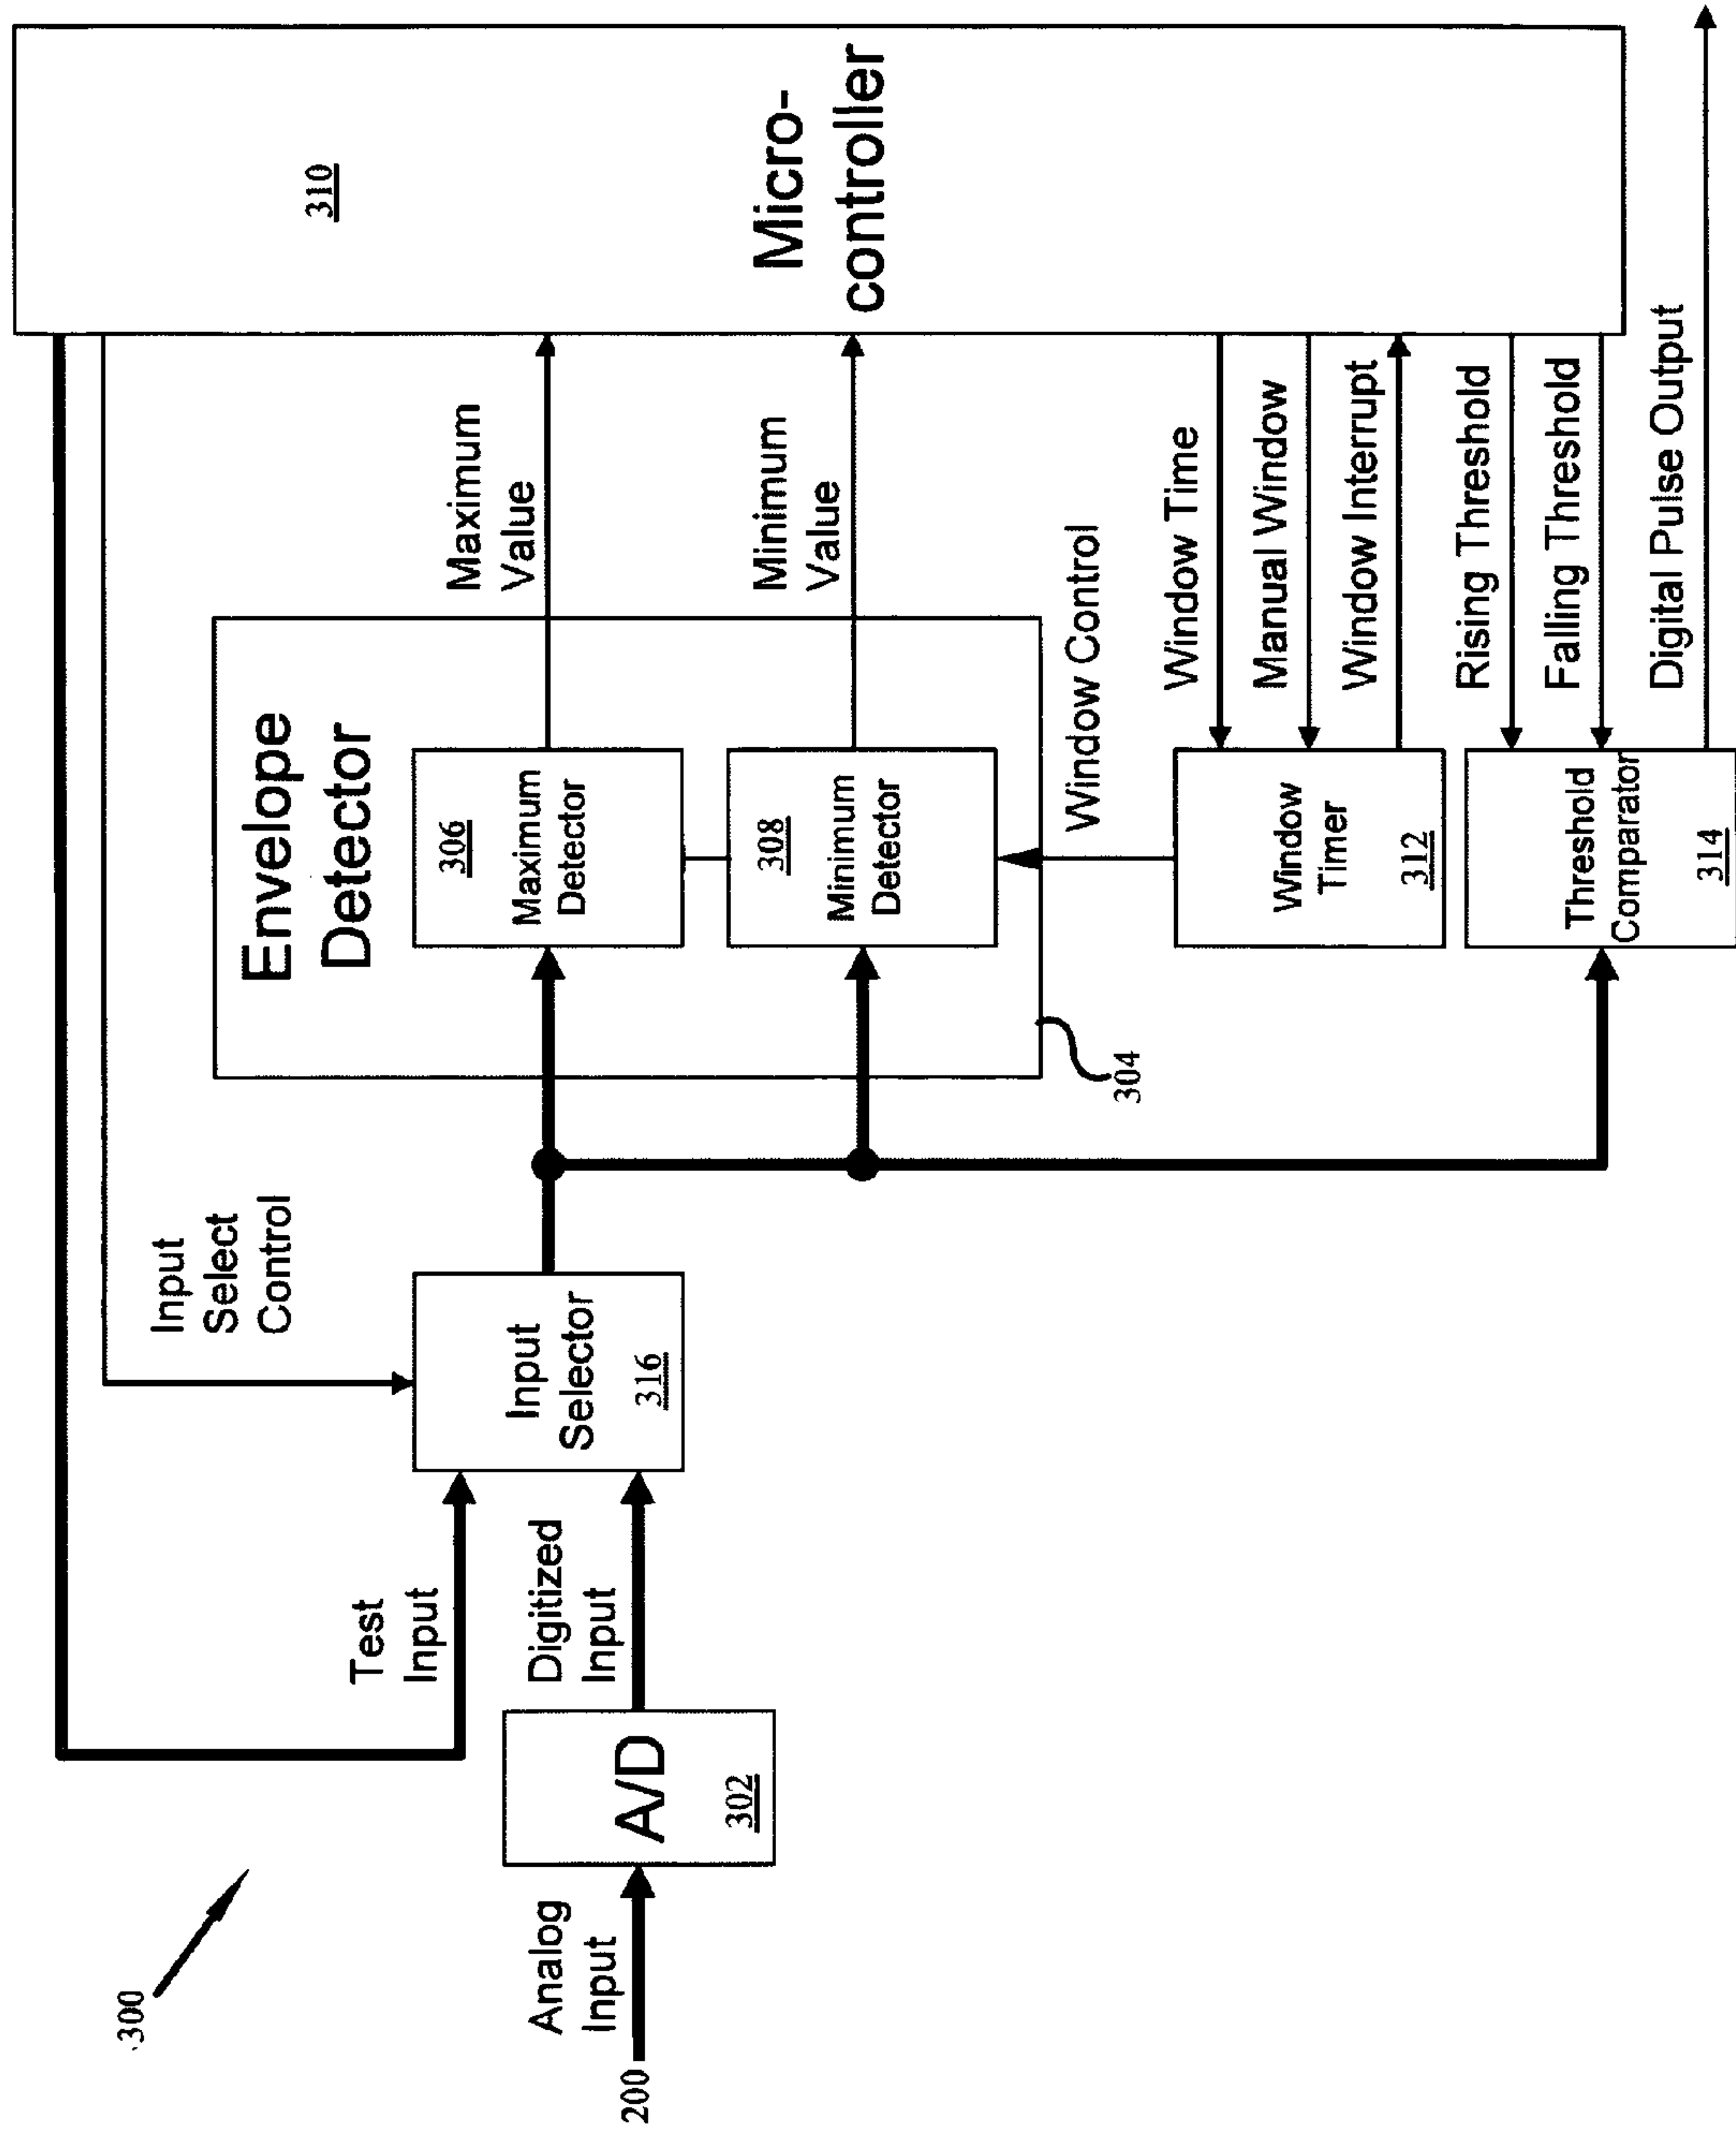 300
200
Analog
Input
A/D
302
Digitized
Input
Test
Input
Input
Select
Control
Input
Selector
316
Envelope
Detector
306
Maximum
Detector
308
Minimum
Detector
304
Maximum
Value
Minimum
Value
Window Control
Window
Timer
312
Window Time
Manual Window
Window Interrupt
Threshold
Comparator
314
Rising Threshold
Falling Threshold
Digital Pulse Output
310
Micro-
controller